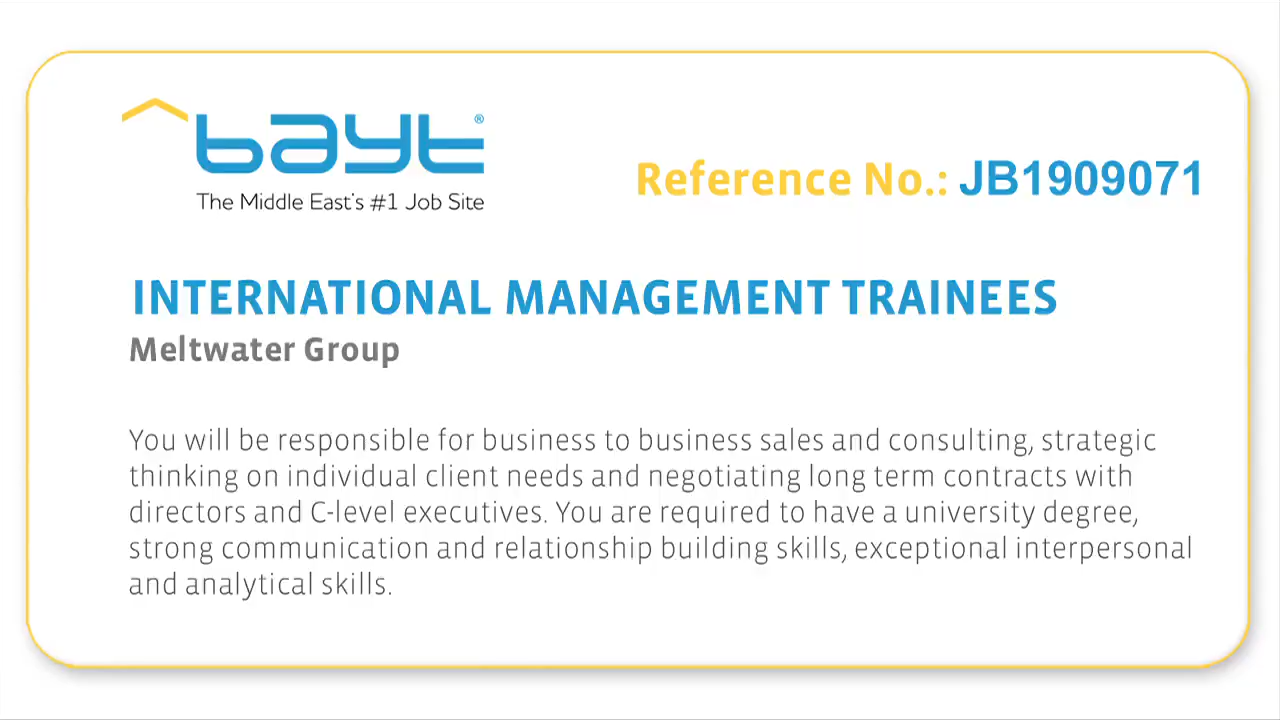 bayt®
The Middle East's #1 Job Site
Reference No.: JB1909071
INTERNATIONAL MANAGEMENT TRAINEES
Meltwater Group
You will be responsible for business to business sales and consulting, strategic
thinking on individual client needs and negotiating long term contracts with
directors and C-level executives. You are required to have a university degree,
strong communication and relationship building skills, exceptional interpersonal
and analytical skills.